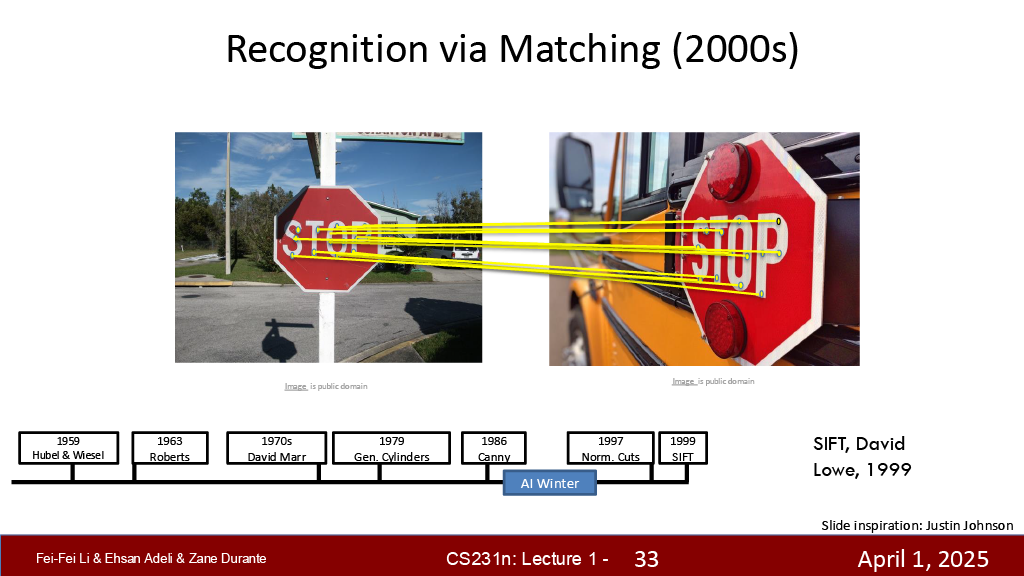 Recognition via Matching (2000s)
STOP
STOP
Image is public domain
Image is public domain
1959
Hubel & Wiesel
1963
Roberts
1970s
David Marr
1979
Gen. Cylinders
1986
Canny
AI Winter
1997
Norm. Cuts
1999
SIFT
SIFT, David
Lowe, 1999
Slide inspiration: Justin Johnson
Fei-Fei Li & Ehsan Adeli & Zane Durante
CS231n: Lecture 1 - 33
April 1, 2025